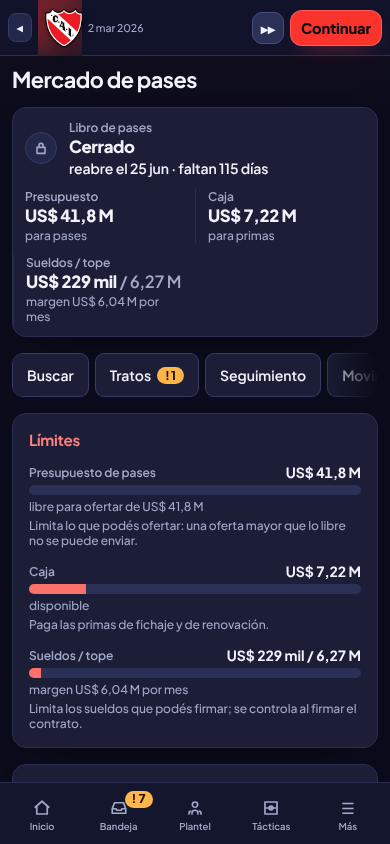 2 mar 2026
Continuar
Mercado de pases
Libro de pases
Cerrado
reabre el 25 jun · faltan 115 días
Presupuesto
US$ 41,8 M
para pases
Caja
US$ 7,22 M
para primas
Sueldos / tope
US$ 229 mil / 6,27 M
margen US$ 6,04 M por
mes
Buscar
Tratos !1
Seguimiento
Movi
Límites
Presupuesto de pases US$ 41,8 M
libre para ofertar de US$ 41,8 M
Limita lo que podés ofertar: una oferta mayor que lo libre
no se puede enviar.
Caja US$ 7,22 M
disponible
Paga las primas de fichaje y de renovación.
Sueldos / tope US$ 229 mil / 6,27 M
margen US$ 6,04 M por mes
Limita los sueldos que podés firmar; se controla al firmar el
contrato.
!7
Inicio
Bandeja
Plantel
Tácticas
Más